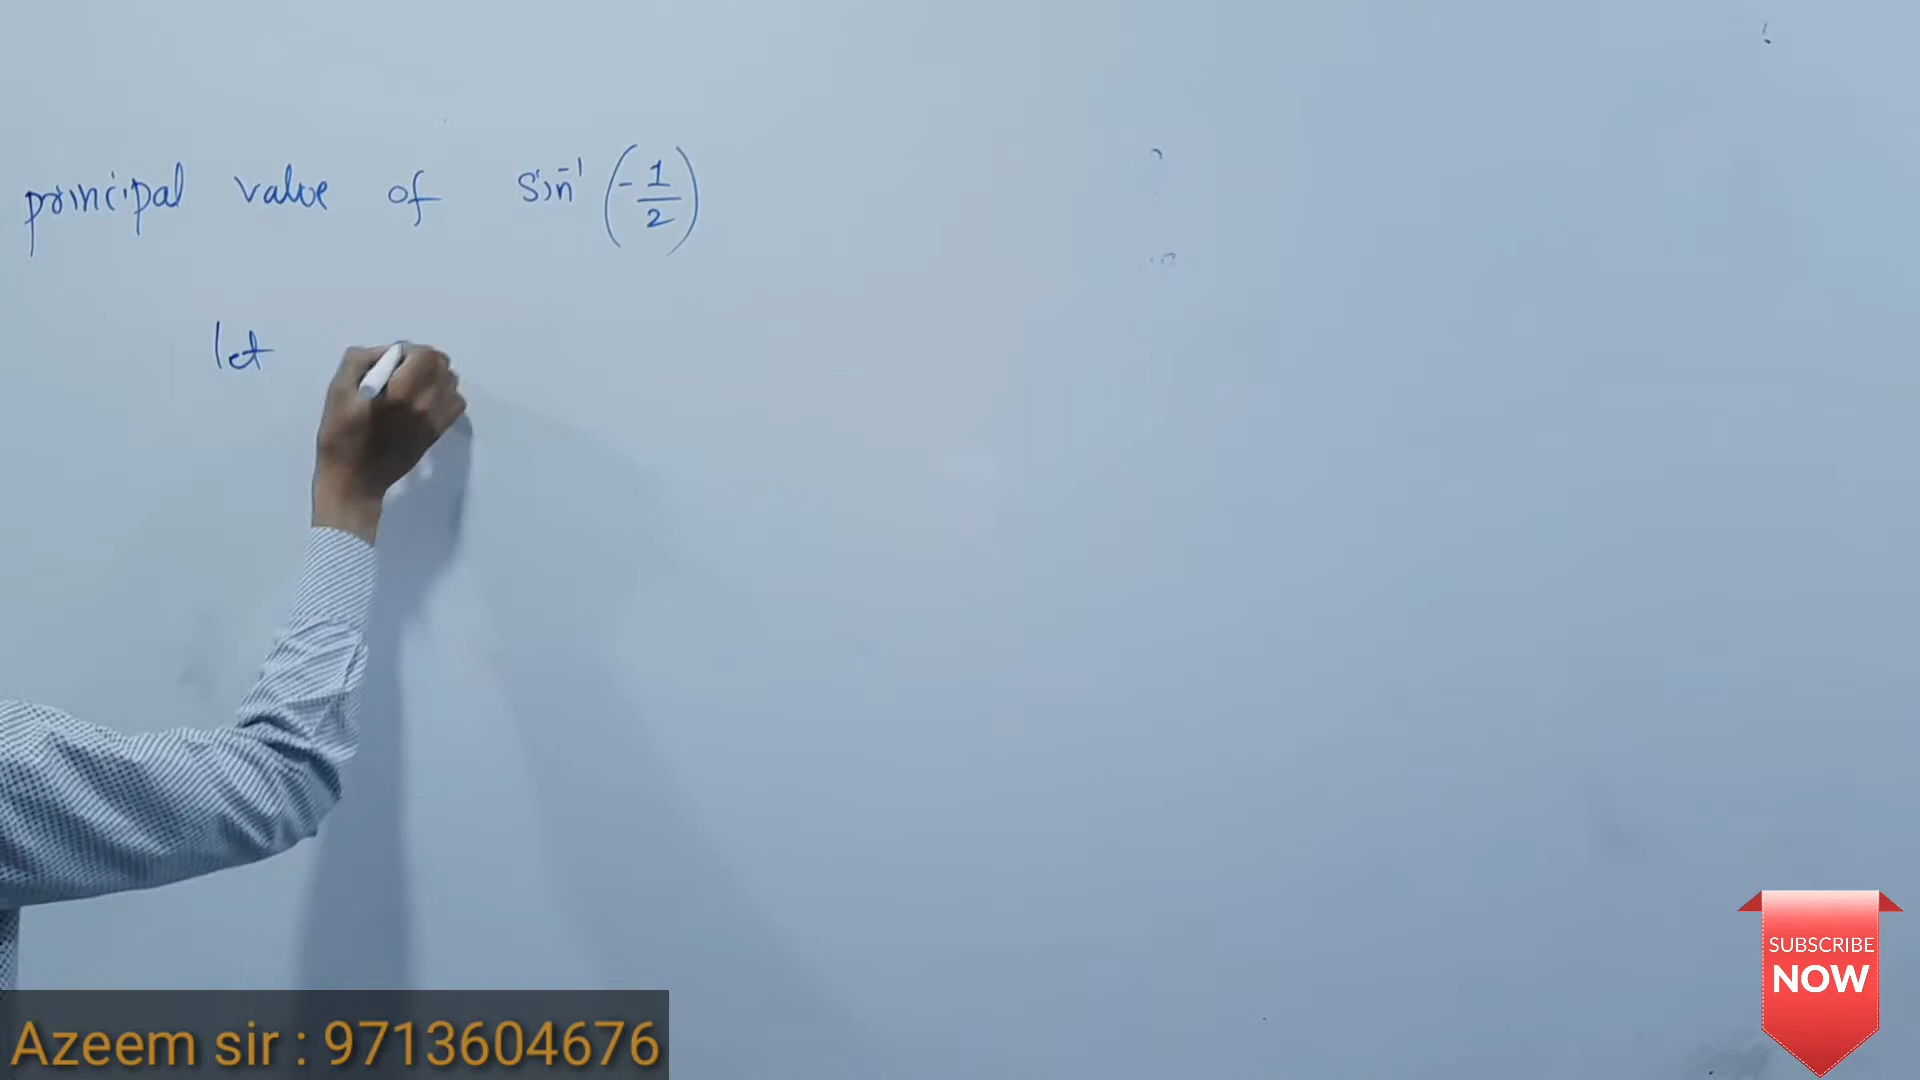 principal value of sin⁻¹ (-1/2)
let
Azeem sir : 9713604676
SUBSCRIBE
NOW